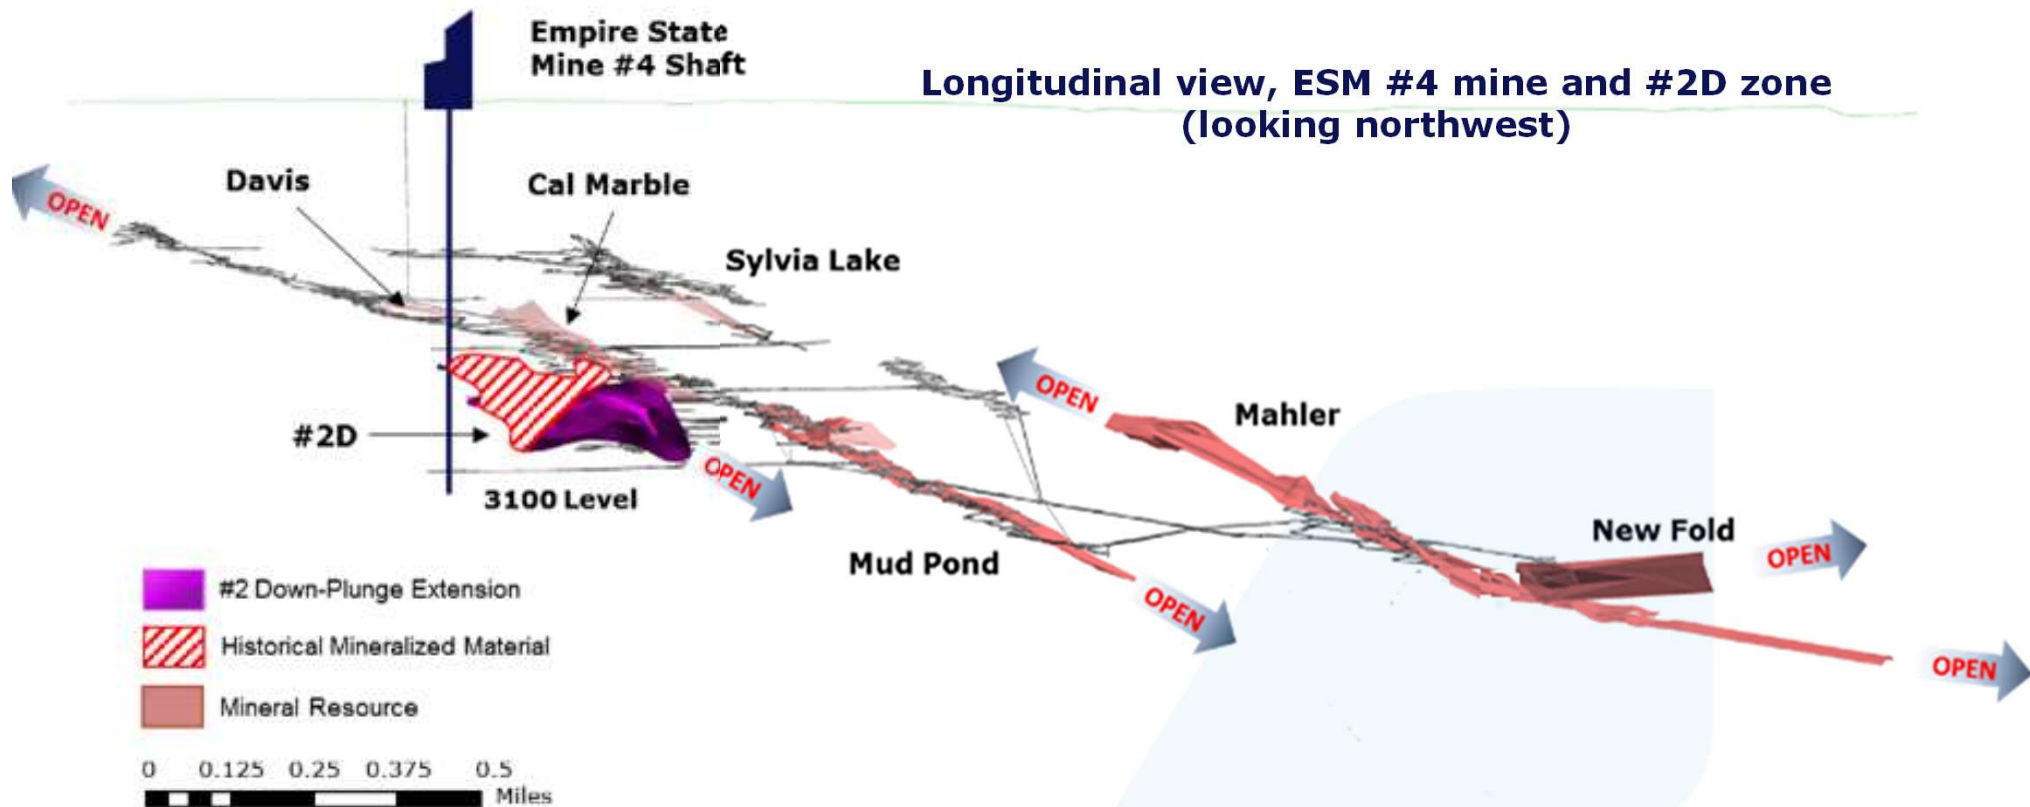 Empire State
Mine #4 Shaft
Longitudinal view, ESM #4 mine and #2D zone
(looking northwest)
Davis
Cal Marble
OPEN
Sylvia Lake
OPEN
Mahler
#2D
OPEN
3100 Level
New Fold
OPEN
Mud Pond
OPEN
OPEN
#2 Down-Plunge Extension
Historical Mineralized Material
Mineral Resource
0 0.125 0.25 0.375 0.5
Miles